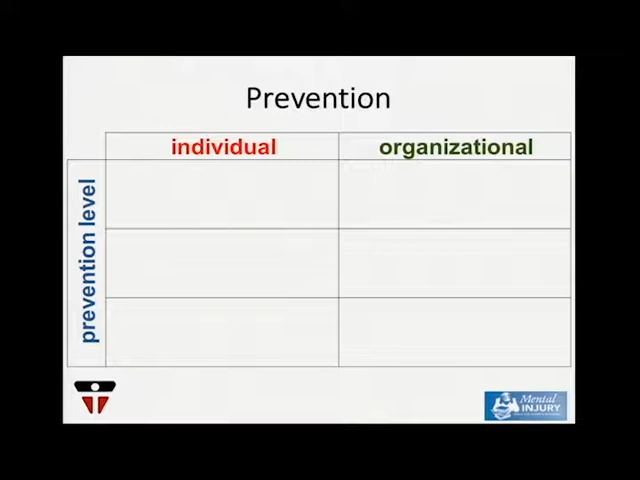 Prevention
individual
organizational
prevention level
Mental
INJURY